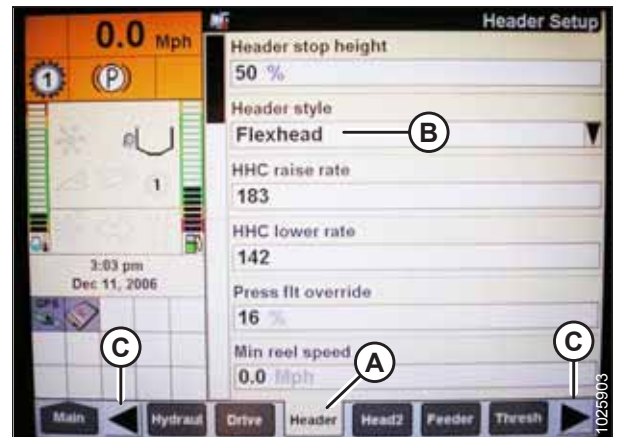 0.0 Mph
Header Setup
Header stop height
50 %
1
P
Header style
Flexhead
B
HHC raise rate
183
1
HHC lower rate
142
3:03 pm
Dec 11, 2006
Press flt override
16 %
GPS
Min reel speed
0.0 Mph
C
A
C
Main
Hydraul
Drive
Header
Head2
Feeder
Thresh
1025903